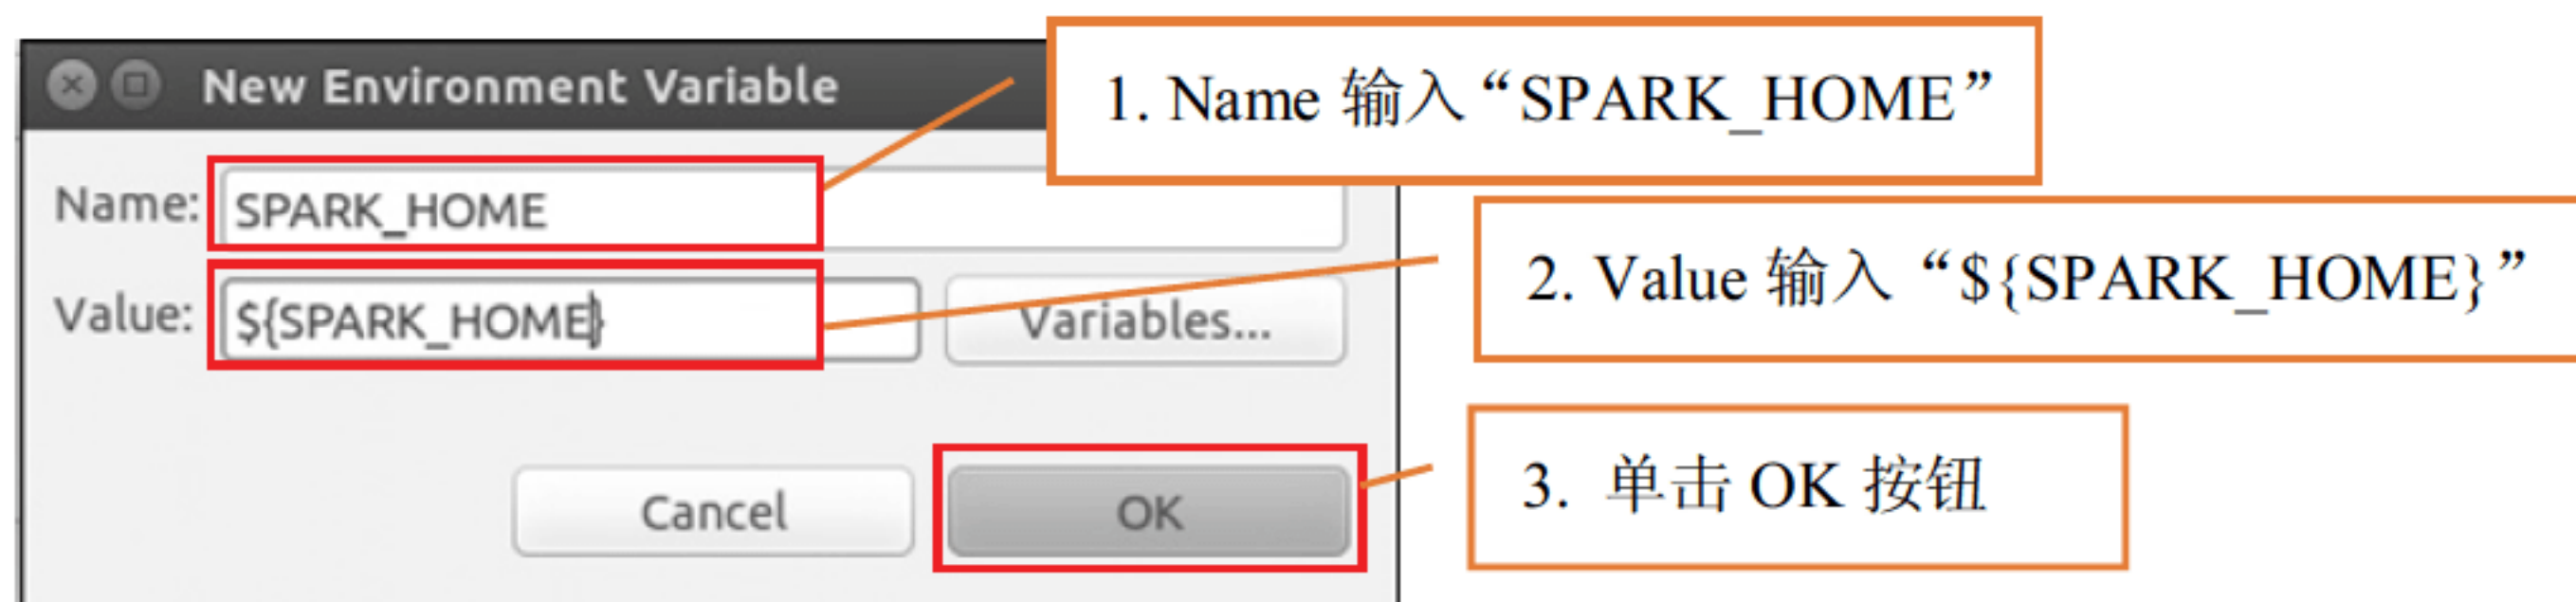 New Environment Variable
1. Name 输入“SPARK_HOME”
Name: SPARK_HOME
Value: ${SPARK_HOME} Variables...
2. Value 输入“${SPARK_HOME}”
Cancel OK
3. 单击 OK 按钮